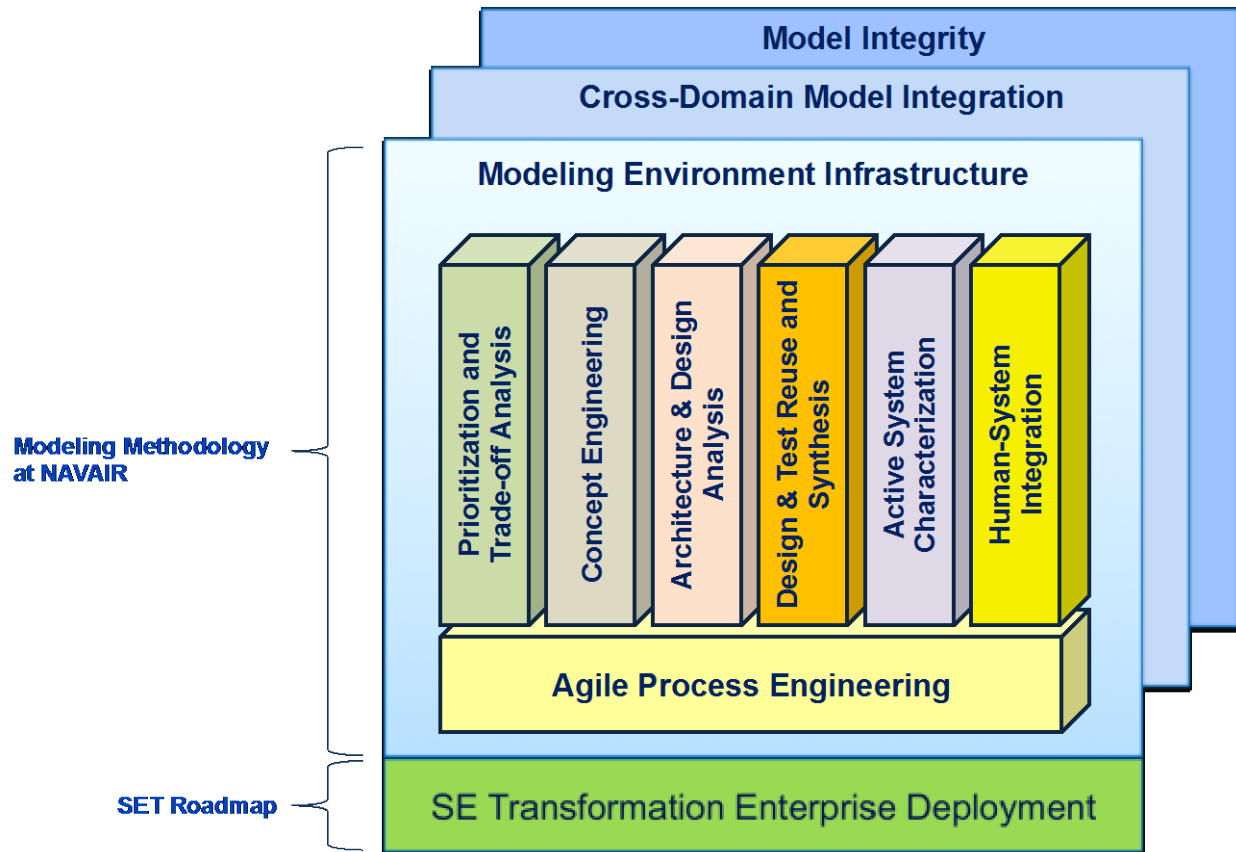 Model Integrity
Cross-Domain Model Integration
Modeling Environment Infrastructure
Prioritization and
Trade-off Analysis
Concept Engineering
Architecture & Design
Analysis
Design & Test Reuse and
Synthesis
Active System
Characterization
Human-System
Integration
Modeling Methodology
at NAVAIR
Agile Process Engineering
SET Roadmap
SE Transformation Enterprise Deployment